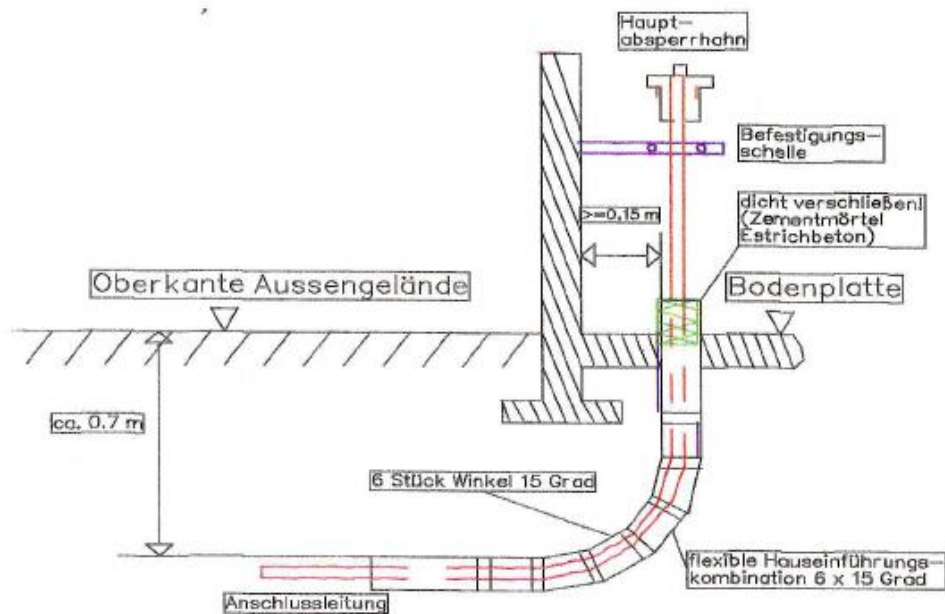 Haupt-
absperrhahn
Befestigungs-
schelle
>=0,15 m
dicht verschließen!
(Zementmörtel
Estrichbeton)
Oberkante Aussengelände
Bodenplatte
ca. 0.7 m
6 Stück Winkel 15 Grad
flexible Hauseinführungs-
kombination 6 x 15 Grad
Anschlussleitung